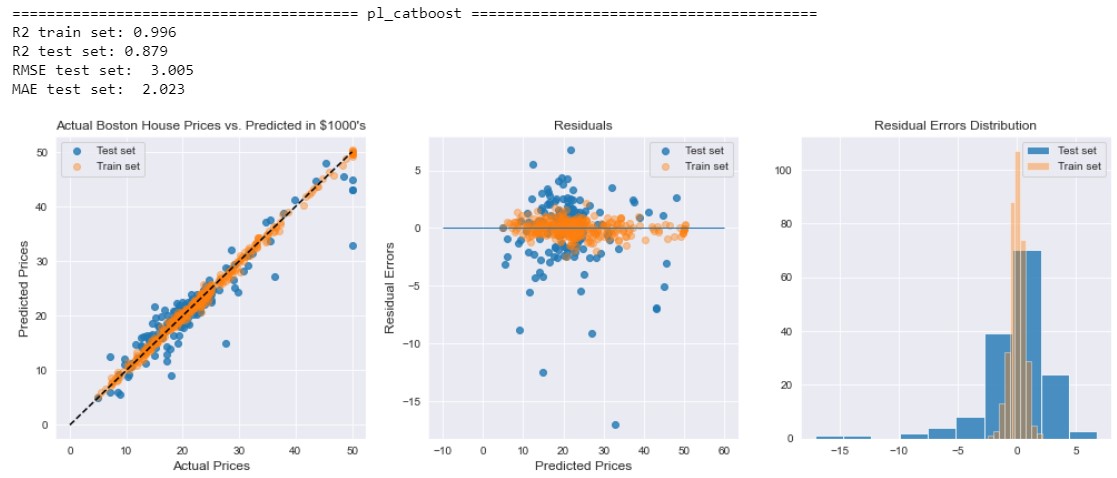 ======================================== pl_catboost ========================================
R2 train set: 0.996
R2 test set: 0.879
RMSE test set:  3.005
MAE test set:  2.023
Actual Boston House Prices vs. Predicted in $1000's
Test set
Train set
50
40
30
20
10
0
Predicted Prices
0 10 20 30 40 50
Actual Prices
Residuals
Test set
Train set
5
0
−5
−10
−15
Residual Errors
−10 0 10 20 30 40 50 60
Predicted Prices
Residual Errors Distribution
Test set
Train set
100
80
60
40
20
0
−15 −10 −5 0 5